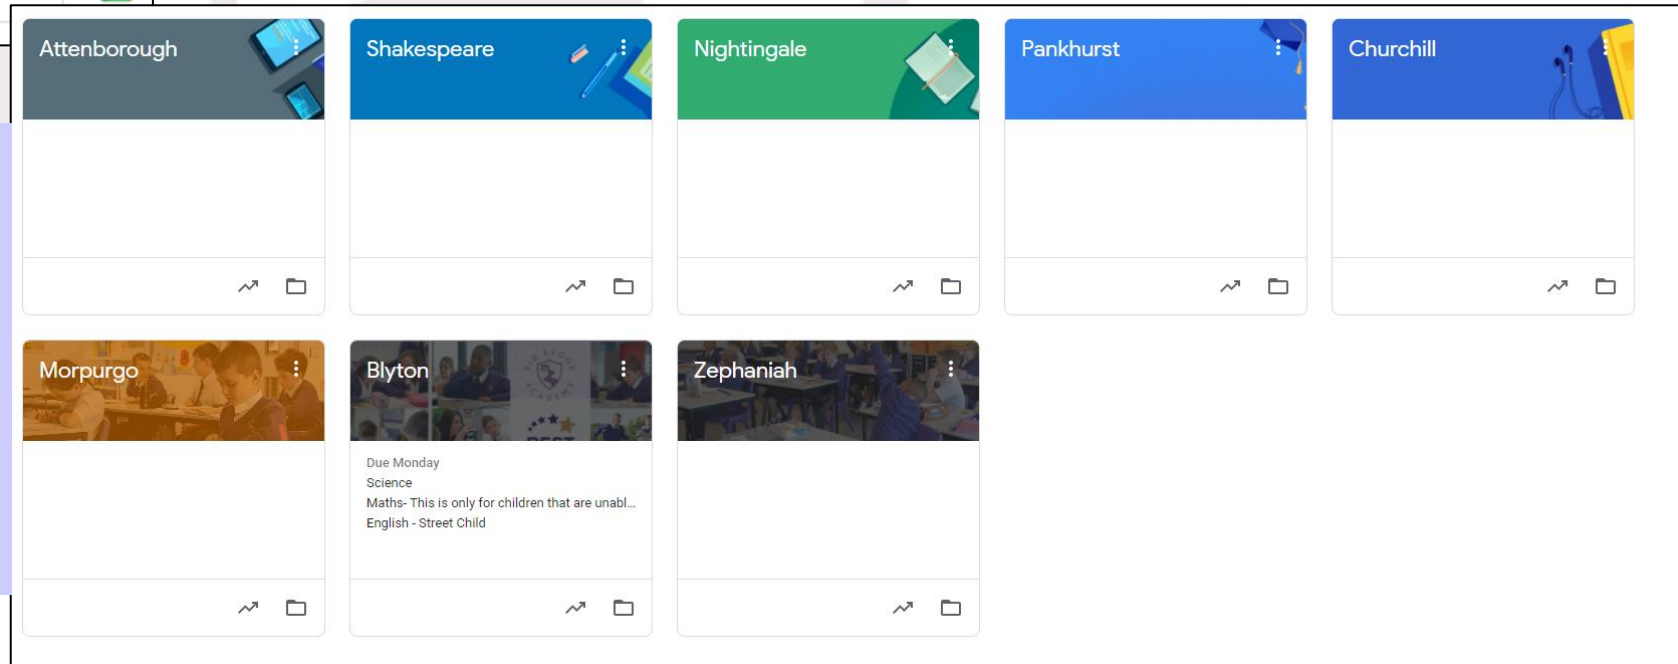 Attenborough
Shakespeare
Nightingale
Pankhurst
Churchill
Morpurgo
Blyton
Zephaniah
Due Monday
Science
Maths- This is only for children that are unabl...
English - Street Child